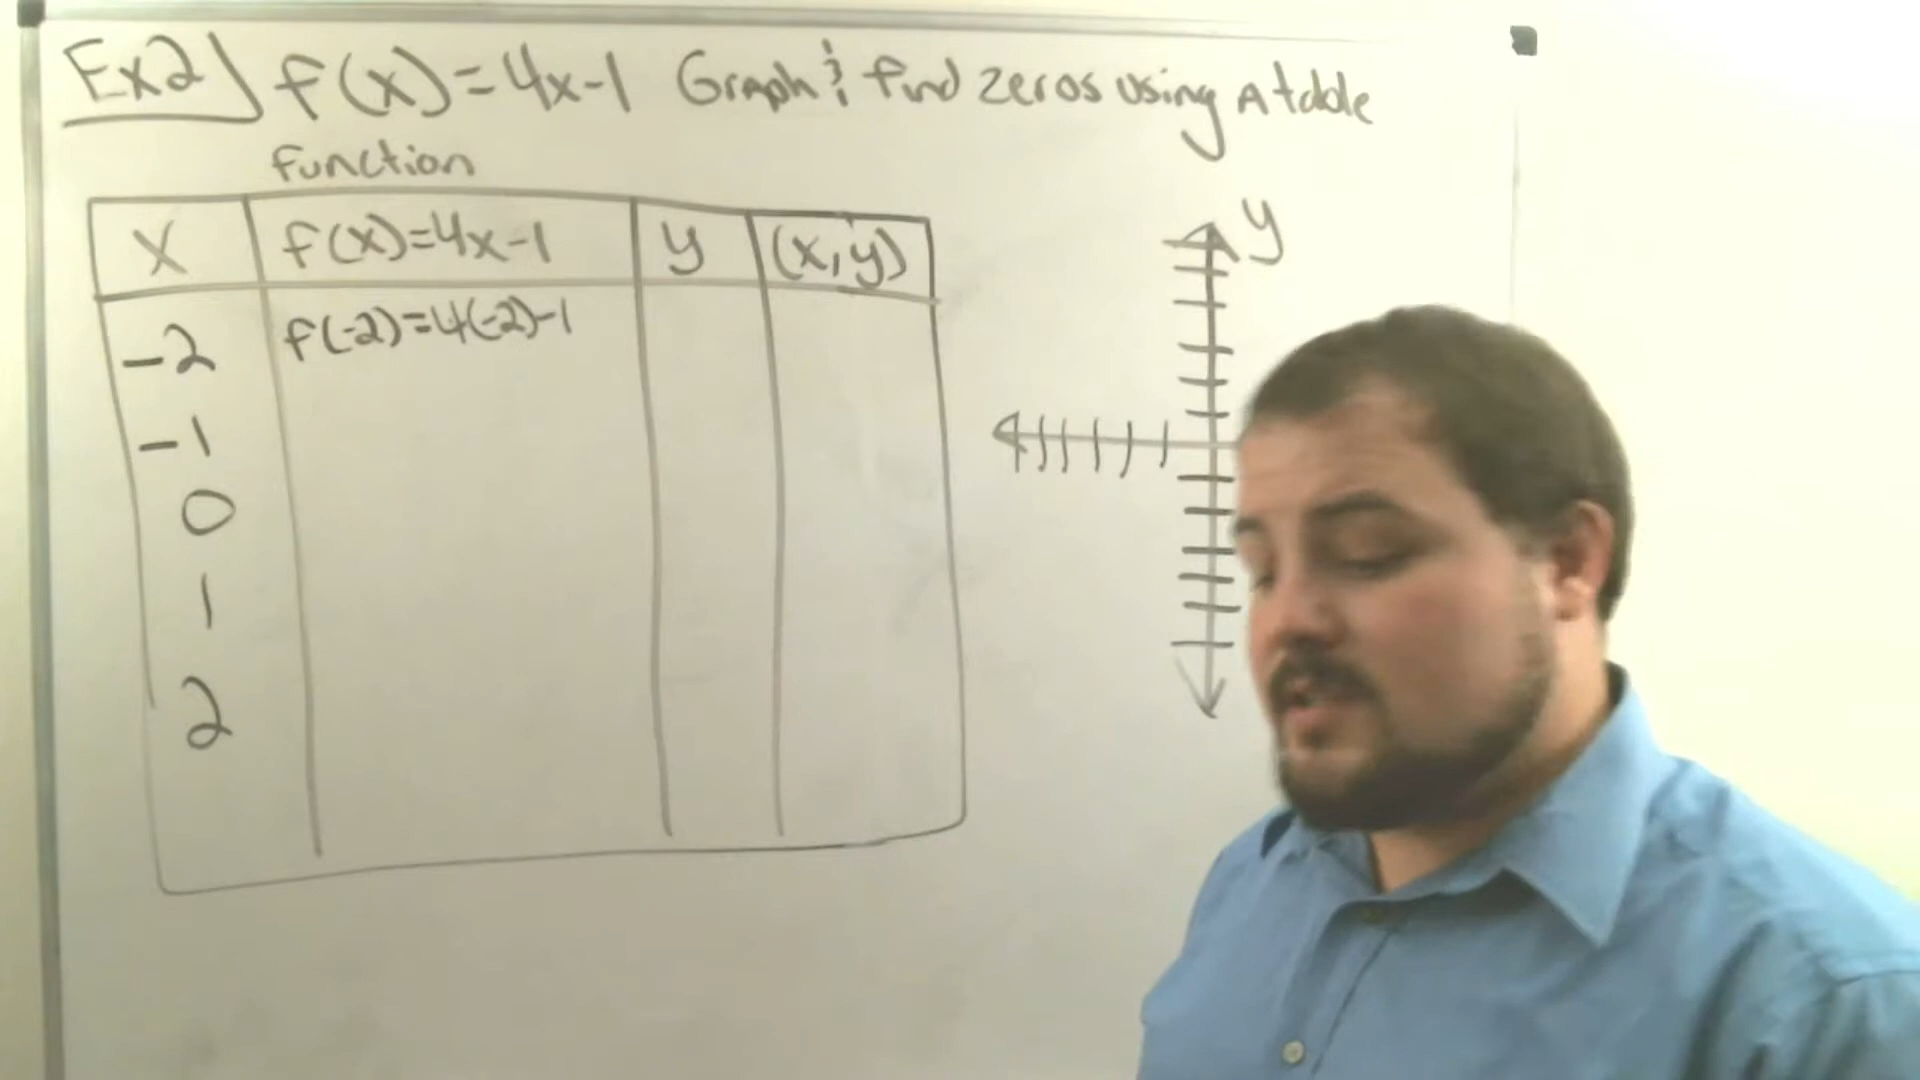 Ex2) f(x)=4x-1 Graph & find zeros using A table
function
x f(x)=4x-1 y (x,y)
-2 f(-2)=4(-2)-1
-1
0
1
2
y